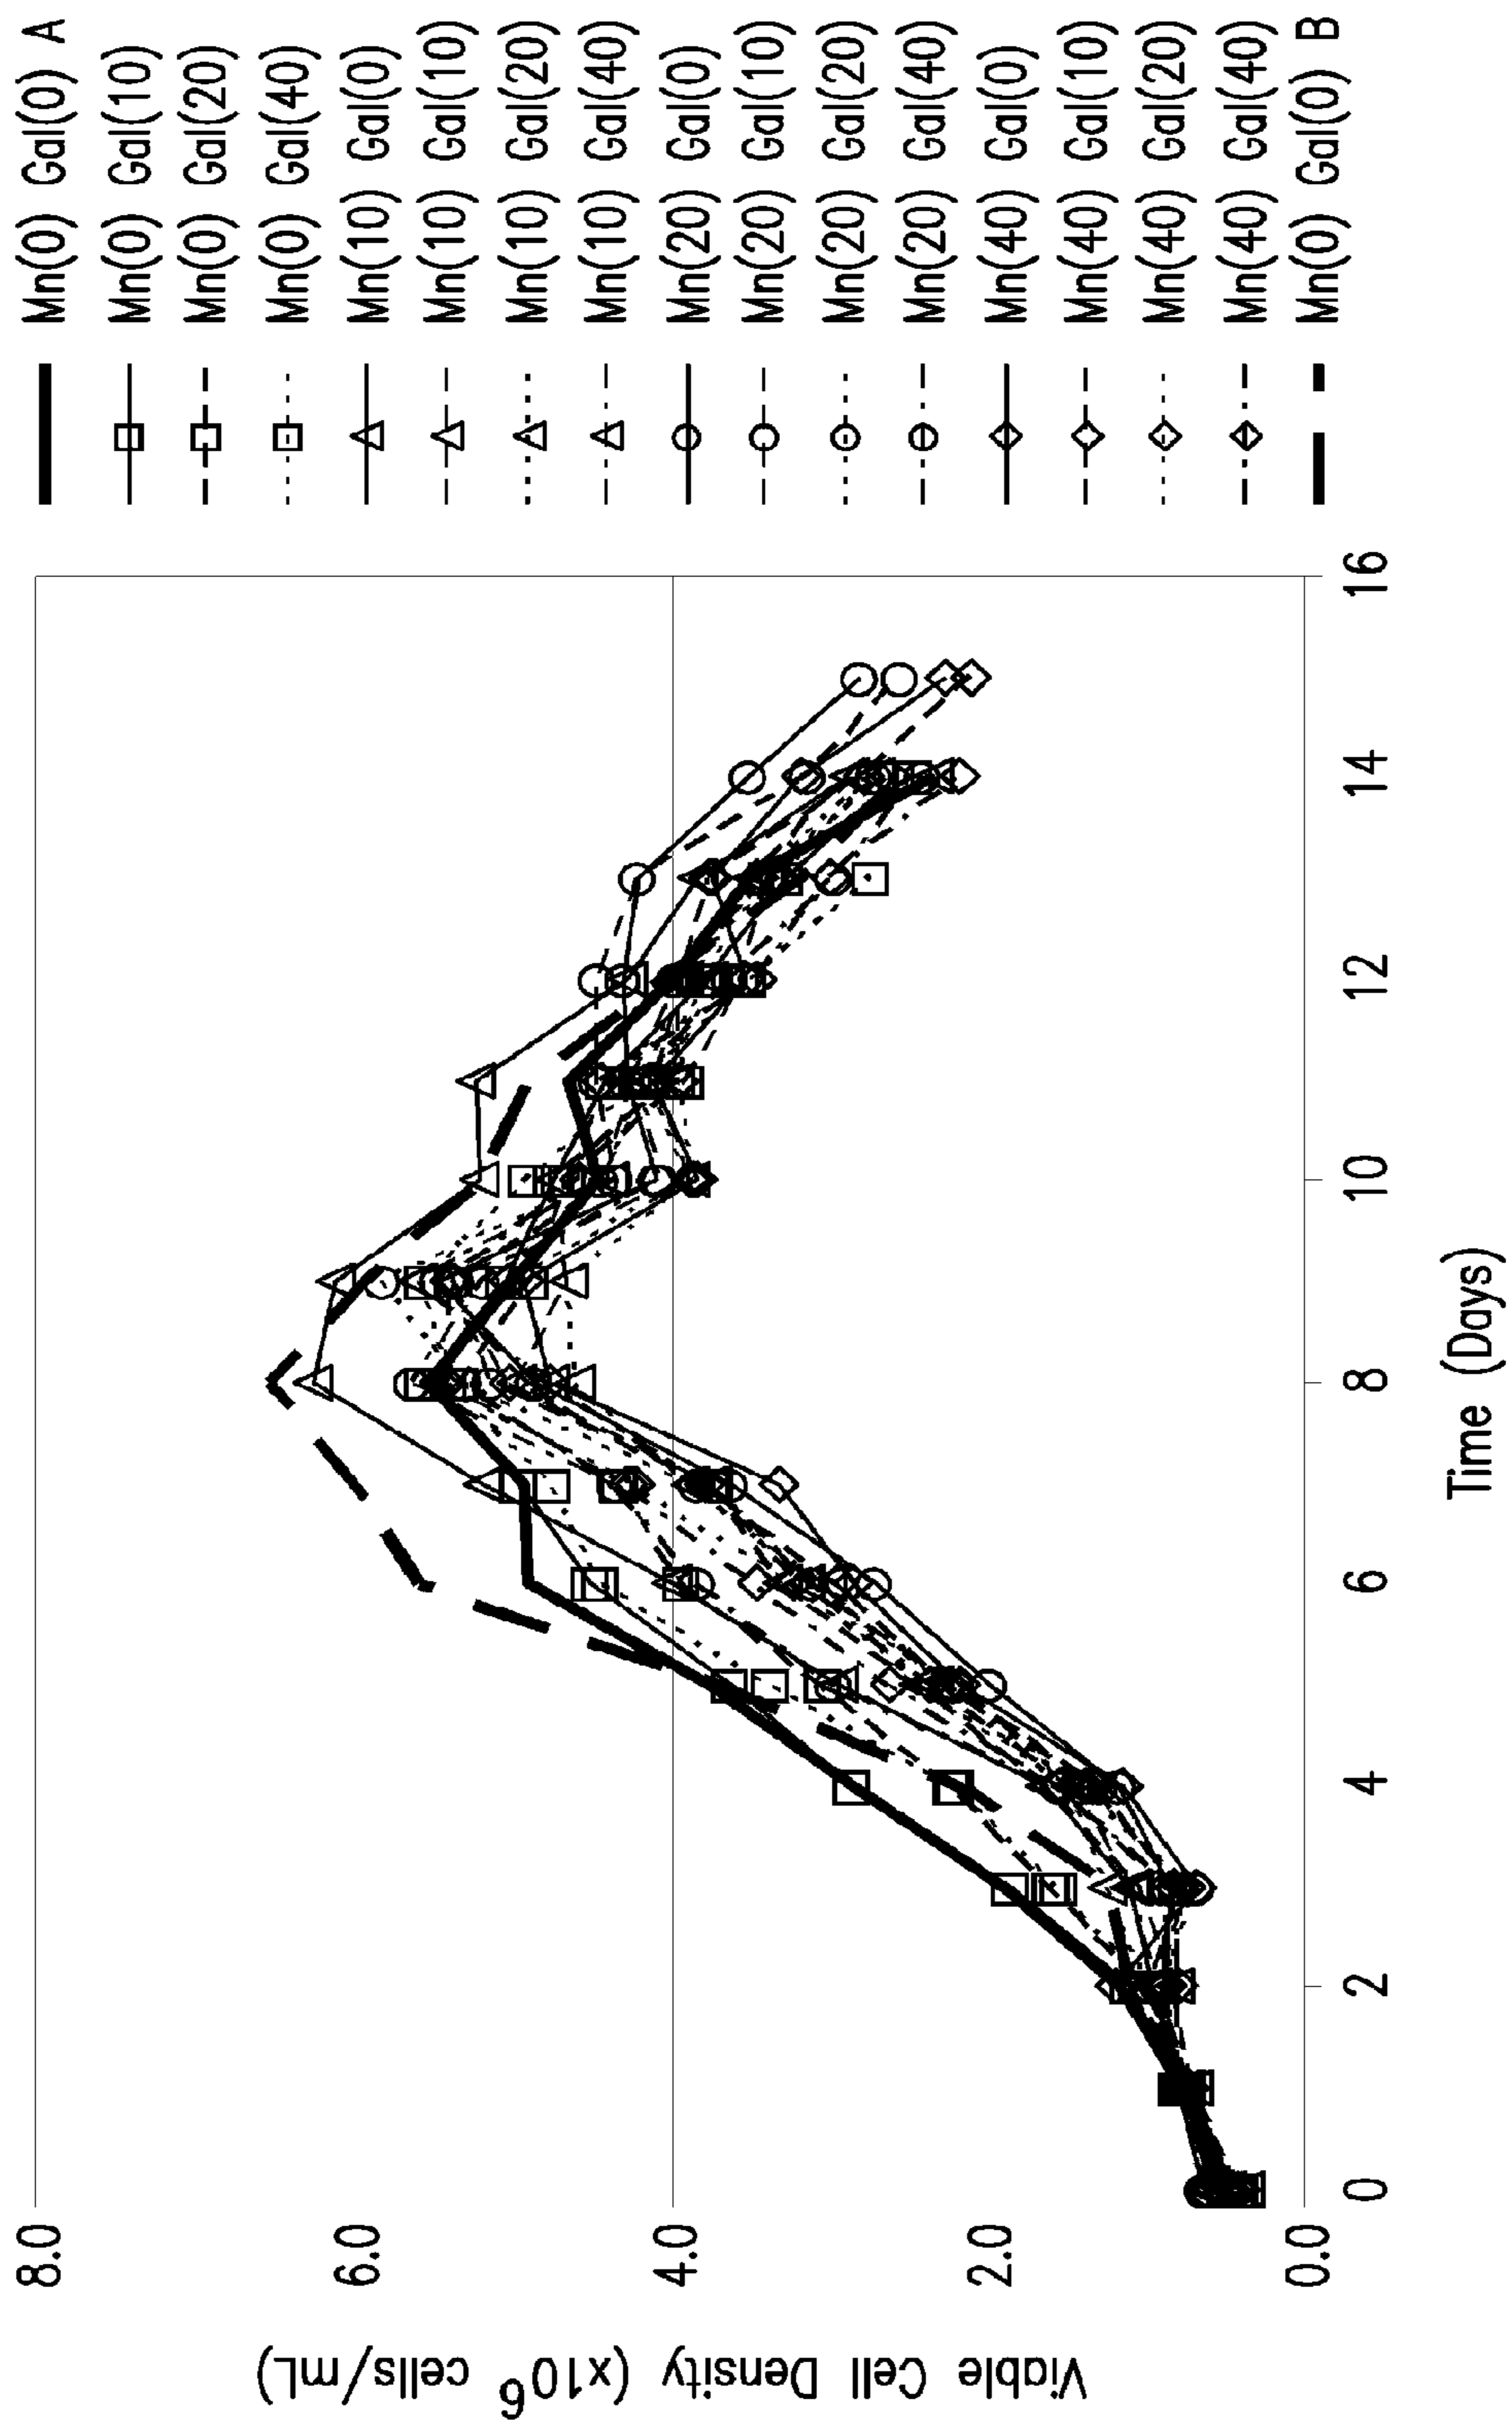 Viable Cell Density (x10⁶ cells/mL)
8.0
6.0
4.0
2.0
0.0
0
2
4
6
8
10
12
14
16
Time (Days)
Mn(0) Gal(0) A
Mn(0) Gal(10)
Mn(0) Gal(20)
Mn(0) Gal(40)
Mn(10) Gal(0)
Mn(10) Gal(10)
Mn(10) Gal(20)
Mn(10) Gal(40)
Mn(20) Gal(0)
Mn(20) Gal(10)
Mn(20) Gal(20)
Mn(20) Gal(40)
Mn(40) Gal(0)
Mn(40) Gal(10)
Mn(40) Gal(20)
Mn(40) Gal(40)
Mn(0) Gal(0) B